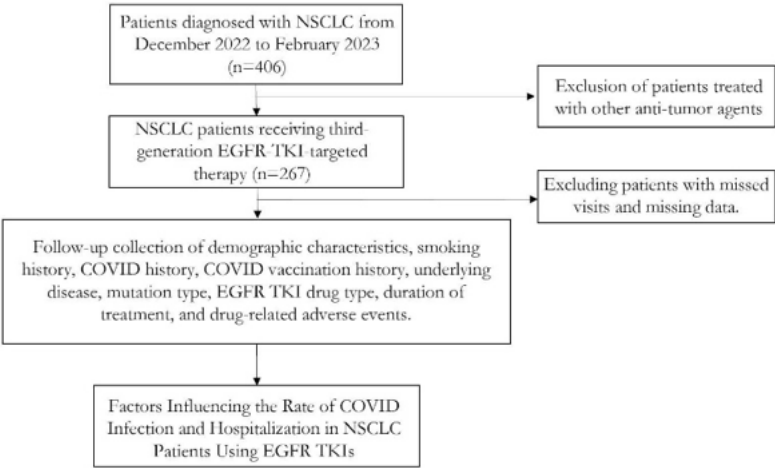 Patients diagnosed with NSCLC from
December 2022 to February 2023
(n=406)
Exclusion of patients treated
with other anti-tumor agents
NSCLC patients receiving third-
generation EGFR-TKI-targeted
therapy (n=267)
Excluding patients with missed
visits and missing data.
Follow-up collection of demographic characteristics, smoking
history, COVID history, COVID vaccination history, underlying
disease, mutation type, EGFR TKI drug type, duration of
treatment, and drug-related adverse events.
Factors Influencing the Rate of COVID
Infection and Hospitalization in NSCLC
Patients Using EGFR TKIs